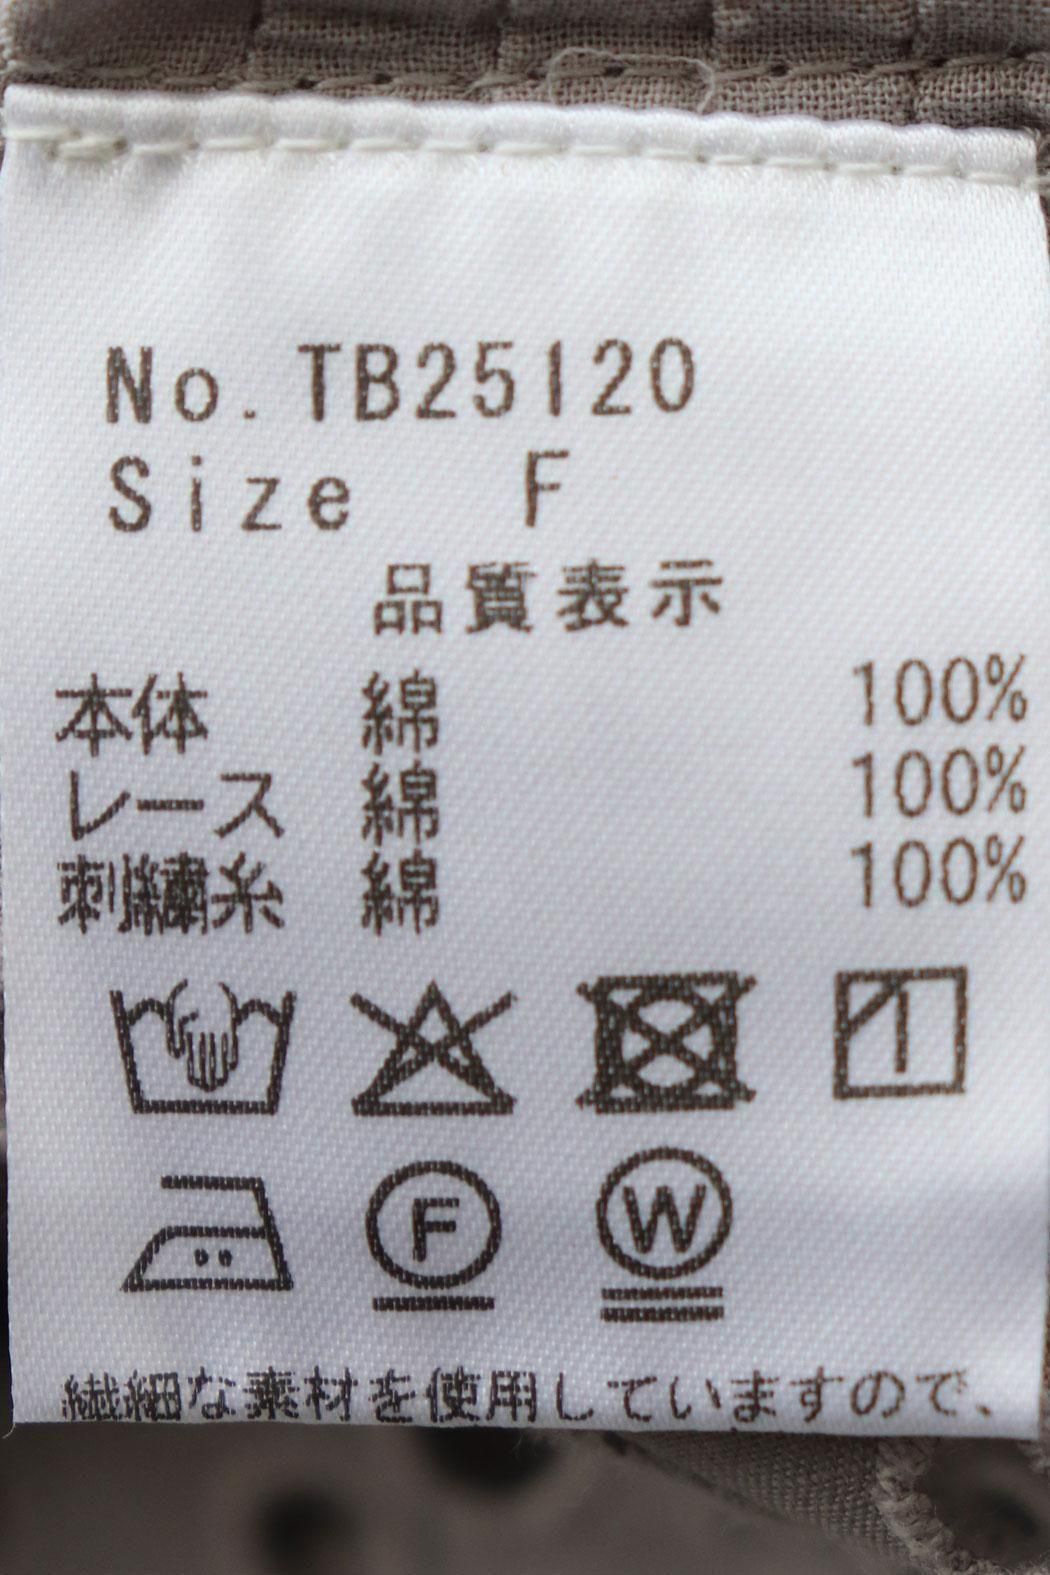 No. TB25120
Size F
品質表示
本体 綿 100%
レース 綿 100%
刺繍糸 綿 100%
F
W
繊細な素材を使用していますので、